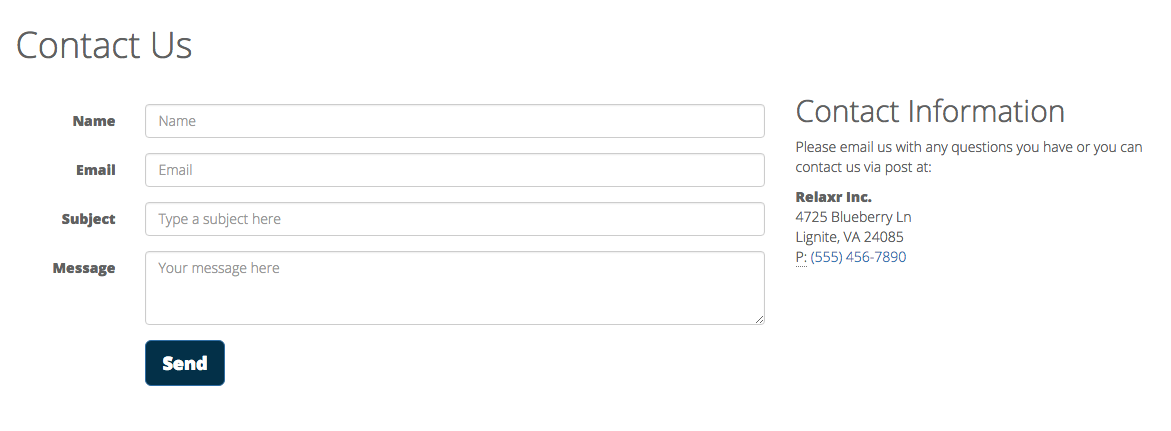 Contact Us
Name
Name
Email
Email
Subject
Type a subject here
Message
Your message here
Send
Contact Information
Please email us with any questions you have or you can
contact us via post at:
Relaxr Inc.
4725 Blueberry Ln
Lignite, VA 24085
P: (555) 456-7890